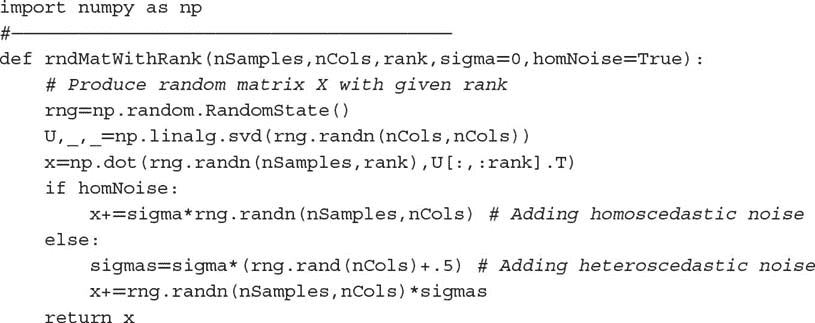 import numpy as np
#———————————————————————————————————————
def rndMatWithRank(nSamples,nCols,rank,sigma=0,homNoise=True):
    # Produce random matrix X with given rank
    rng=np.random.RandomState()
    U,_,_=np.linalg.svd(rng.randn(nCols,nCols))
    x=np.dot(rng.randn(nSamples,rank),U[:,:rank].T)
    if homNoise:
        x+=sigma*rng.randn(nSamples,nCols) # Adding homoscedastic noise
    else:
        sigmas=sigma*(rng.rand(nCols)+.5) # Adding heteroscedastic noise
        x+=rng.randn(nSamples,nCols)*sigmas
    return x